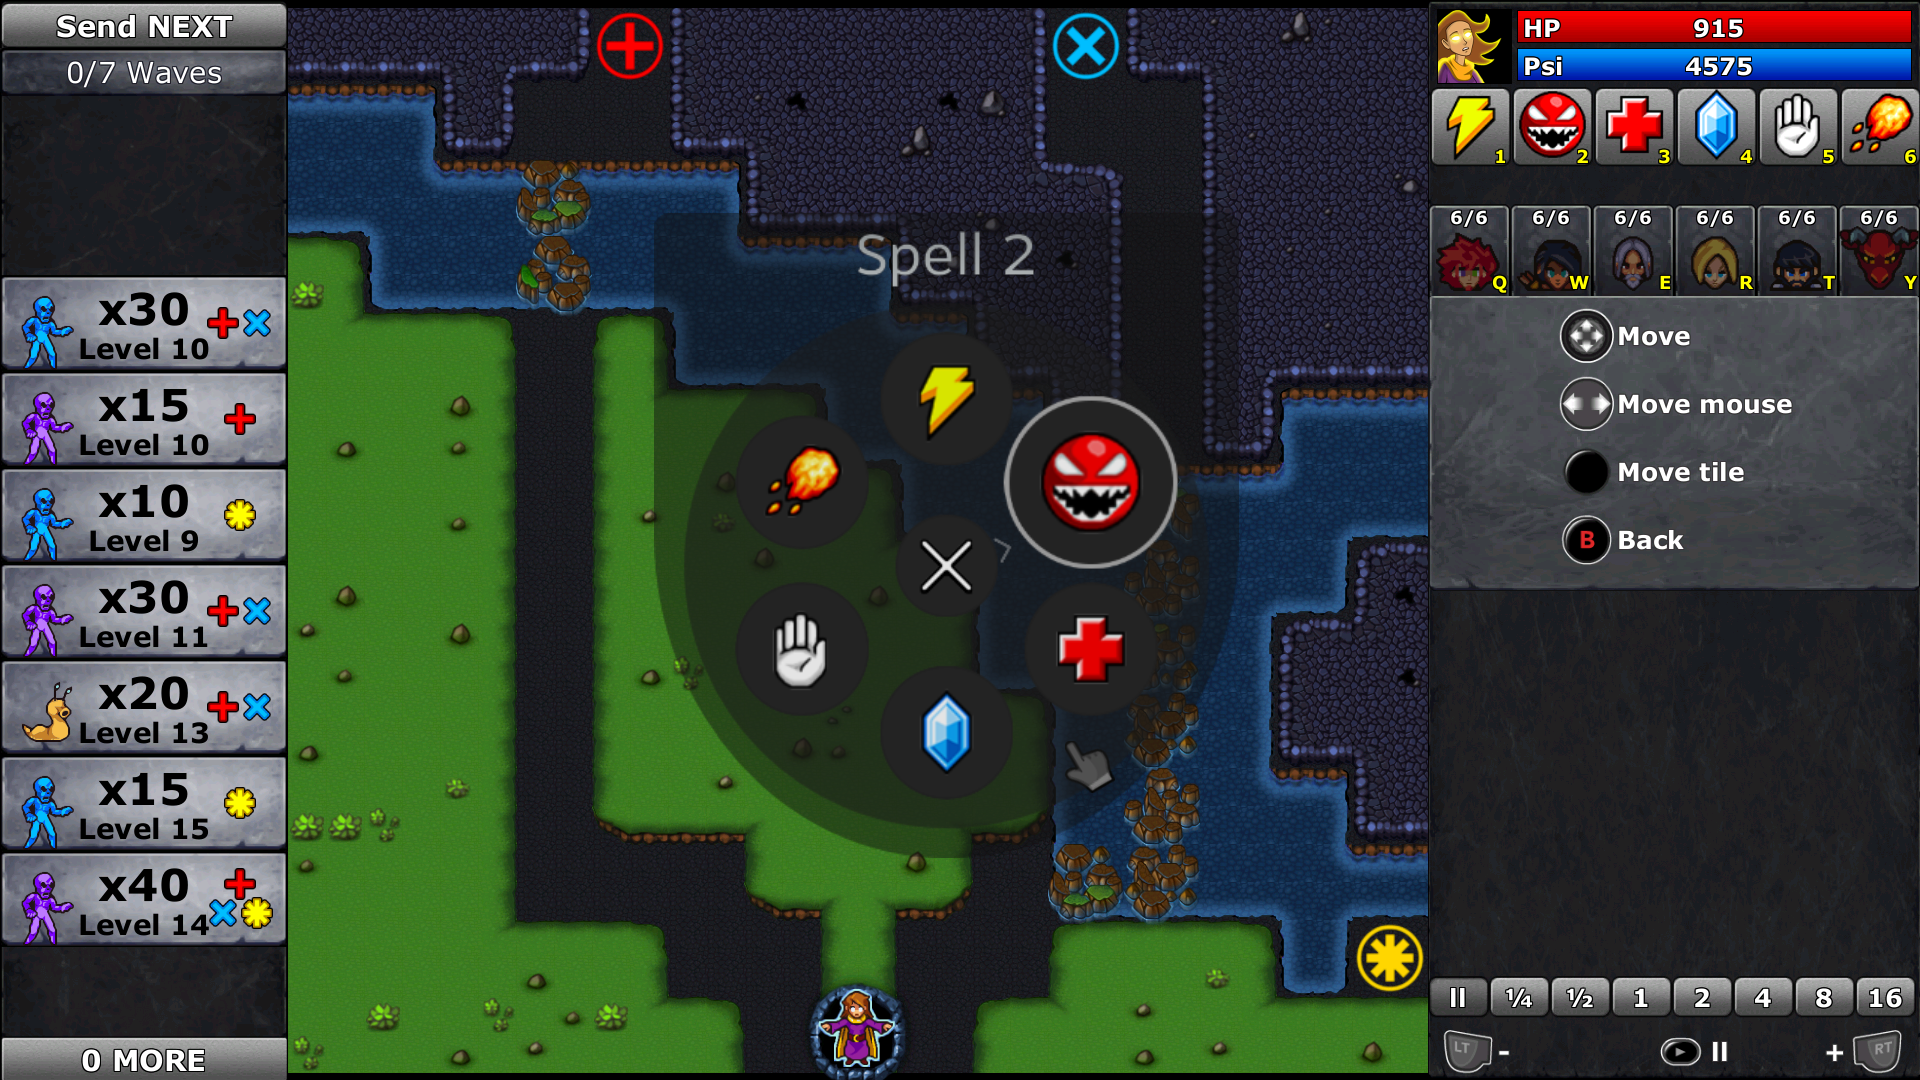 Send NEXT
0/7 Waves
x30
Level 10
x15
Level 10
x10
Level 9
x30
Level 11
x20
Level 13
x15
Level 15
x40
Level 14
0 MORE
Spell 2
HP 915
Psi 4575
1 2 3 4 5 6
6/6 6/6 6/6 6/6 6/6 6/6
Q W E R T Y
Move
Move mouse
Move tile
B Back
II ¼ ½ 1 2 4 8 16
LT - II + RT